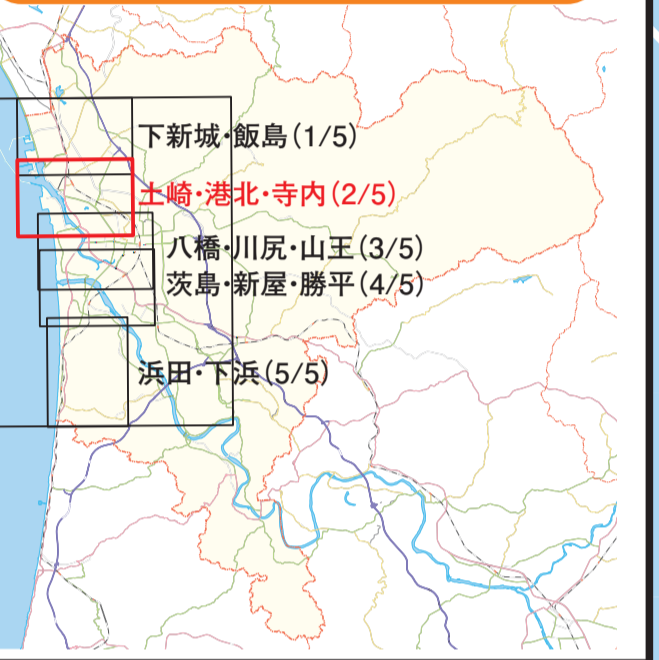 下新城・飯島(1/5)
土崎・港北・寺内(2/5)
八橋・川尻・山王(3/5)
茨島・新屋・勝平(4/5)
浜田・下浜(5/5)